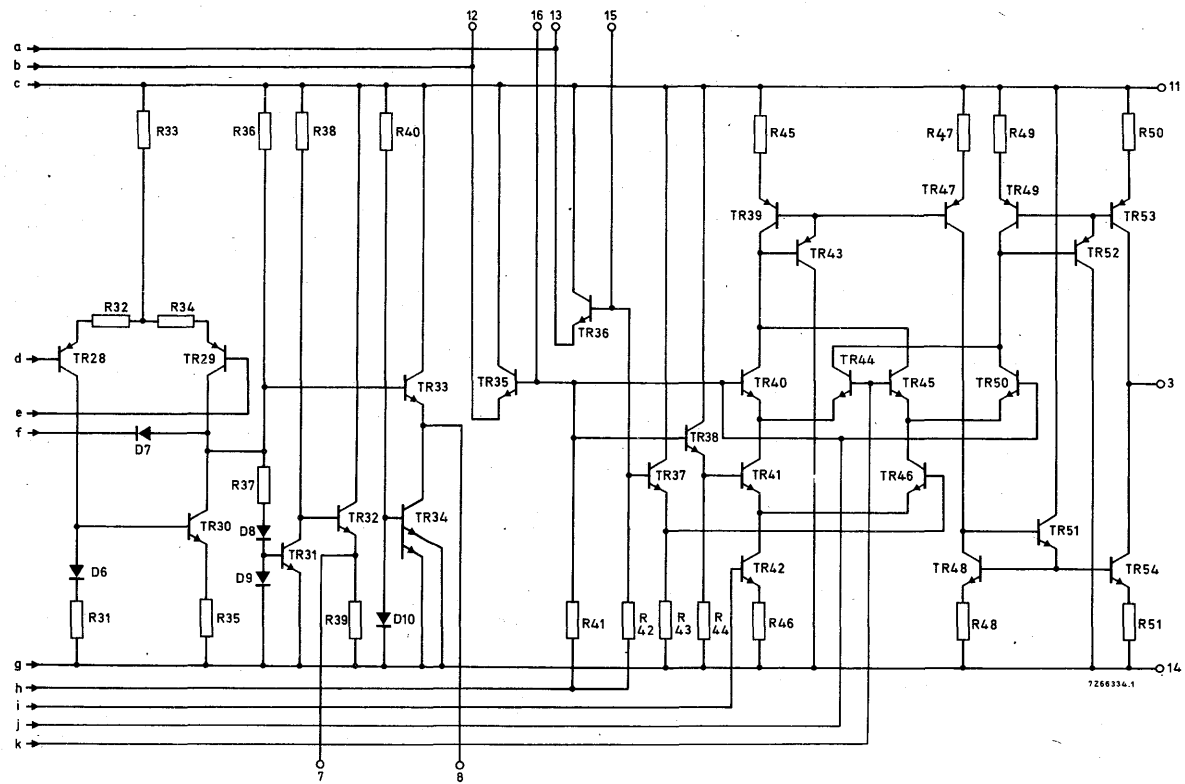 12 16 13 15
a
b
c
11
R33 R36 R38 R40 R45 R47 R49 R50
TR47 TR49
TR39 TR53
TR43 TR52
R32 R34
TR36
d
TR28 TR29
TR44
TR33 TR35 TR40 TR45 TR50
3
e
f
D7
TR38
R37 TR37 TR41 TR46
TR30 D8 TR32 TR34
TR51
TR31
D6 D9 TR42 TR48 TR54
R31 R35 R39 D10 R41 R42 R43 R44 R46 R48 R51
g
14
h
7Z66334.1
i
j
k
7 8